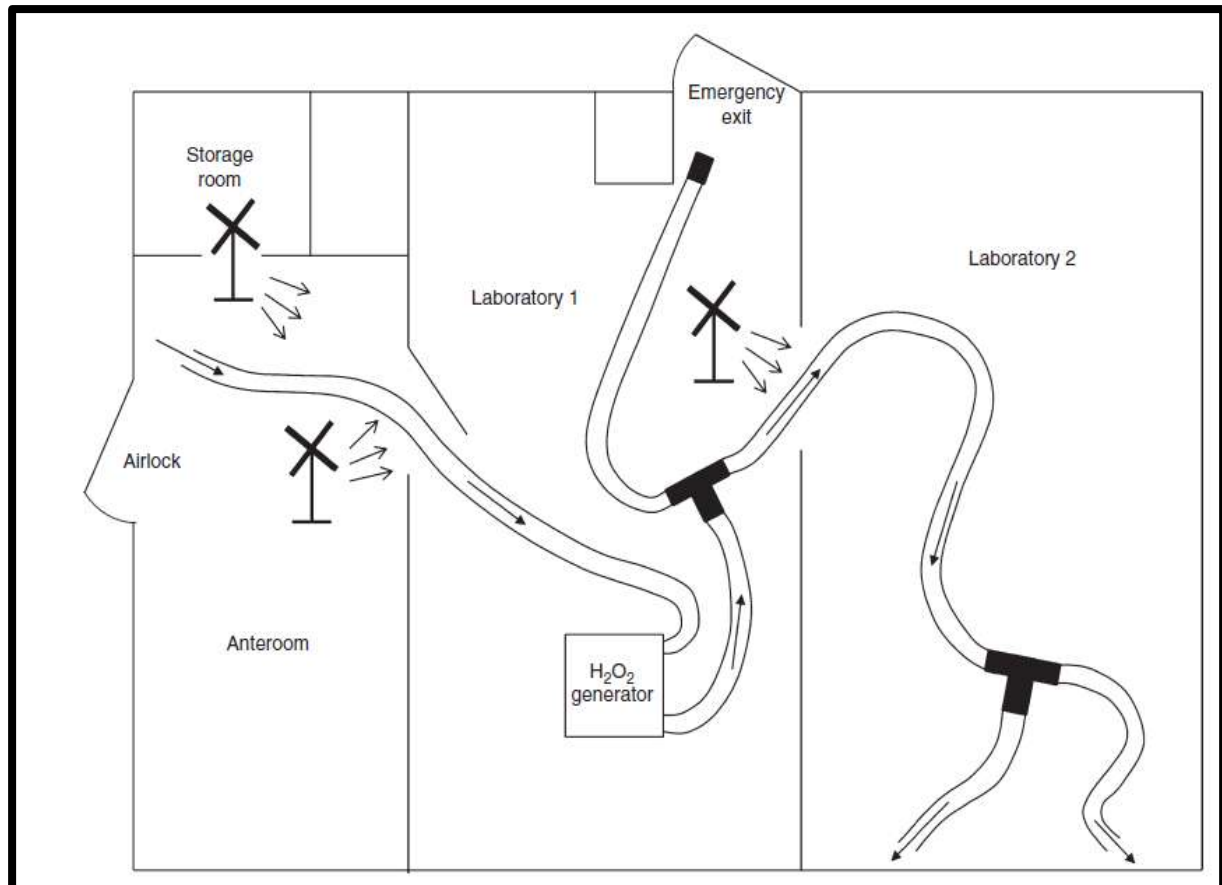 Emergency
exit
Storage
room
Laboratory 2
Laboratory 1
Airlock
Anteroom
H₂O₂
generator